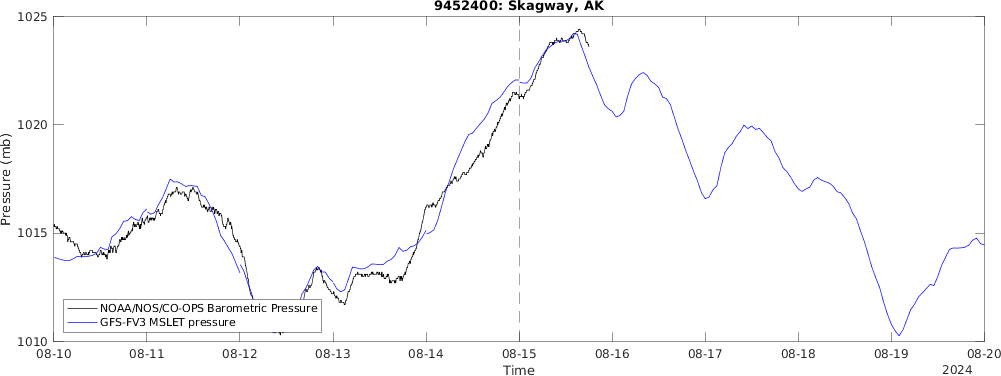 9452400: Skagway, AK
1025
1020
1015
1010
Pressure (mb)
NOAA/NOS/CO-OPS Barometric Pressure
GFS-FV3 MSLET pressure
08-10 08-11 08-12 08-13 08-14 08-15 08-16 08-17 08-18 08-19 08-20
Time
2024